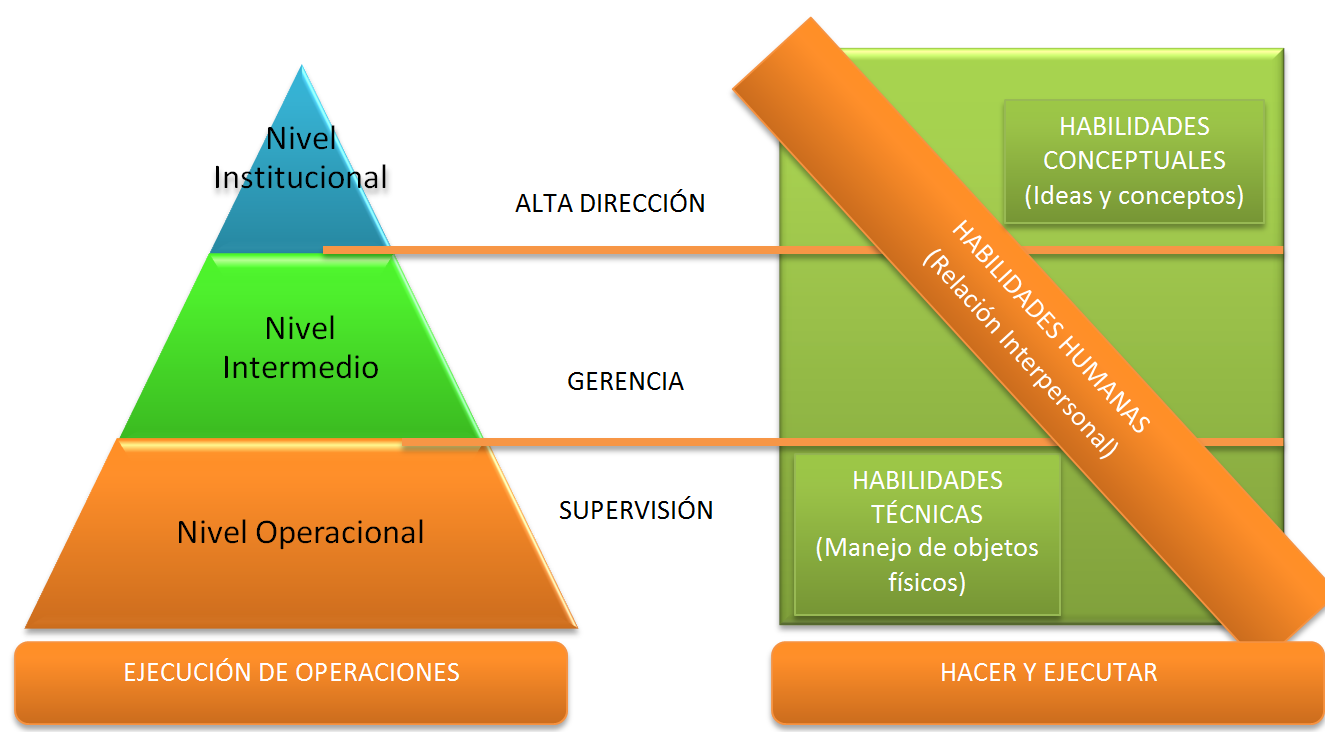 Nivel
Institucional
ALTA DIRECCIÓN
HABILIDADES
CONCEPTUALES
(Ideas y conceptos)
HABILIDADES HUMANAS
(Relación Interpersonal)
Nivel
Intermedio
GERENCIA
Nivel Operacional
SUPERVISIÓN
HABILIDADES
TÉCNICAS
(Manejo de objetos
físicos)
EJECUCIÓN DE OPERACIONES
HACER Y EJECUTAR